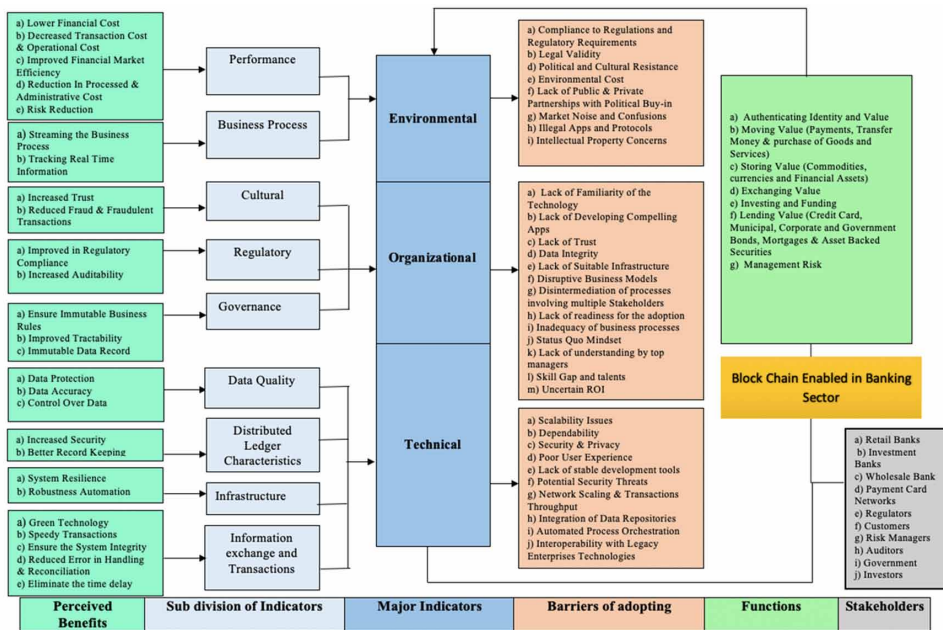 a) Lower Financial Cost
b) Decreased Transaction Cost
& Operational Cost
c) Improved Financial Market
Efficiency
d) Reduction In Processed &
Administrative Cost
e) Risk Reduction
a) Streaming the Business
Process
b) Tracking Real Time
Information
a) Increased Trust
b) Reduced Fraud & Fraudulent
Transactions
a) Improved in Regulatory
Compliance
b) Increased Auditability
a) Ensure Immutable Business
Rules
b) Improved Tractability
c) Immutable Data Record
a) Data Protection
b) Data Accuracy
c) Control Over Data
a) Increased Security
b) Better Record Keeping
a) System Resilience
b) Robustness Automation
a) Green Technology
b) Speedy Transactions
c) Ensure the System Integrity
d) Reduced Error in Handling
& Reconciliation
e) Eliminate the time delay
Performance
Business Process
Cultural
Regulatory
Governance
Data Quality
Distributed
Ledger
Characteristics
Infrastructure
Information
exchange and
Transactions
Environmental
Organizational
Technical
a) Compliance to Regulations and
Regulatory Requirements
b) Legal Validity
d) Political and Cultural Resistance
e) Environmental Cost
f) Lack of Public & Private
Partnerships with Political Buy-in
g) Market Noise and Confusions
h) Illegal Apps and Protocols
i) Intellectual Property Concerns
a) Lack of Familiarity of the
Technology
b) Lack of Developing Compelling
Apps
c) Lack of Trust
d) Data Integrity
e) Lack of Suitable Infrastructure
f) Disruptive Business Models
g) Disintermediation of processes
involving multiple Stakeholders
h) Lack of readiness for the adoption
i) Inadequacy of business processes
j) Status Quo Mindset
k) Lack of understanding by top
managers
l) Skill Gap and talents
m) Uncertain ROI
a) Scalability Issues
b) Dependability
c) Security & Privacy
d) Poor User Experience
e) Lack of stable development tools
f) Potential Security Threats
g) Network Scaling & Transactions
Throughput
h) Integration of Data Repositories
i) Automated Process Orchestration
j) Interoperability with Legacy
Enterprises Technologies
a) Authenticating Identity and Value
b) Moving Value (Payments, Transfer
Money & purchase of Goods and
Services)
c) Storing Value (Commodities,
currencies and Financial Assets)
d) Exchanging Value
e) Investing and Funding
f) Lending Value (Credit Card,
Municipal, Corporate and Government
Bonds, Mortgages & Asset Backed
Securities
g) Management Risk
Block Chain Enabled in Banking
Sector
a) Retail Banks
b) Investment
Banks
c) Wholesale Bank
d) Payment Card
Networks
e) Regulators
f) Customers
g) Risk Managers
h) Auditors
i) Government
j) Investors
Perceived
Benefits
Sub division of Indicators
Major Indicators
Barriers of adopting
Functions
Stakeholders